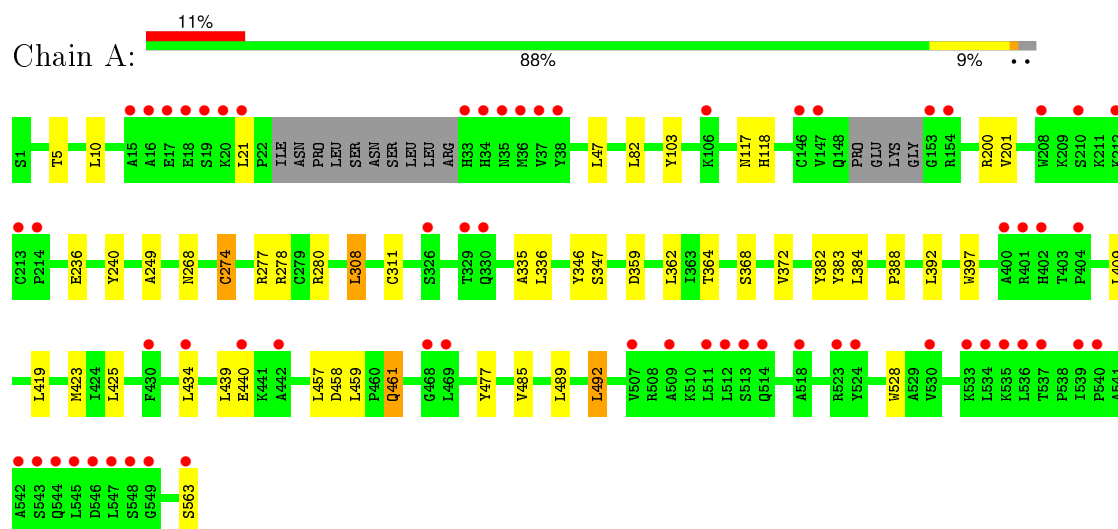 11%
Chain A:
88% 9% • •
S1 T5 L10 A15 A16 E17 E18 S19 K20 L21 P22 ILE ASN PRO LEU SER ASN SER LEU LEU ARG H33 H34 N35 M36 V37 Y38 L47 L82 Y103 K106 N117 H118 C146 V147 Q148 PRO GLU LYS GLY G153 R154 R200 V201 W208 K209 S210 K211 K212
C213 P214 E236 Y240 A249 N268 C274 R277 R278 C279 R280 L308 C311 S326 T329 Q330 A335 L336 Y346 S347 D359 L362 I363 T364 S368 V372 Y382 Y383 L384 P388 L392 W397 A400 R401 H402 T403 P404 L409
L419 M423 I424 L425 F430 L434 L439 E440 K441 A442 L457 D458 L459 P460 Q461 G468 L469 Y477 V485 L489 L492 V507 R508 A509 K510 L511 L512 S513 Q514 A518 R523 Y524 W528 A529 V530 K533 L534 K535 L536 T537 P538 I539 P540 A541
A542 S543 Q544 L545 D546 L547 S548 G549 S563